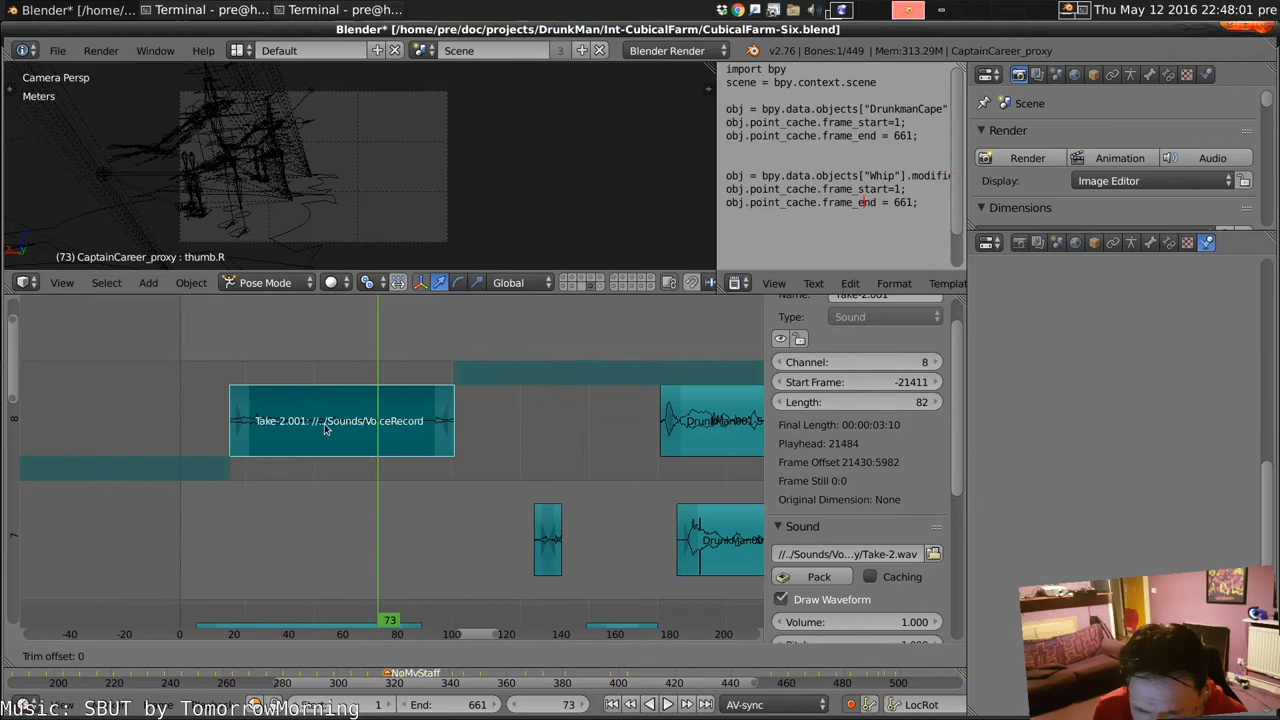 Blender* [/home/... Terminal - pre@h... Terminal - pre@h... Thu May 12 2016 22:48:01 pre
Blender* [/home/pre/doc/projects/DrunkMan/Int-CubicalFarm/CubicalFarm-Six.blend]
File Render Window Help Default Scene 3 Blender Render v2.76 | Bones:1/449 | Mem:313.29M | CaptainCareer_proxy
Camera Persp
Meters
(73) CaptainCareer_proxy : thumb.R
import bpy
scene = bpy.context.scene
obj = bpy.data.objects["DrunkmanCape"
obj.point_cache.frame_start=1;
obj.point_cache.frame_end = 661;
obj = bpy.data.objects["Whip"].modifie
obj.point_cache.frame_start=1;
obj.point_cache.frame_end = 661;
Scene
Render
Render Animation Audio
Display: Image Editor
Dimensions
View Select Add Object Pose Mode Global
View Text Edit Format Templat
8
7
Take-2.001: //../Sounds/VoiceRecord
73
-40 -20 0 20 40 60 80 100 120 140 160 180 200
Name: Take-2.001
Type: Sound
Channel: 8
Start Frame: -21411
Length: 82
Final Length: 00:00:03:10
Playhead: 21484
Frame Offset 21430:5982
Frame Still 0:0
Original Dimension: None
Sound
//../Sounds/Vo...y/Take-2.wav
Pack Caching
Draw Waveform
Volume: 1.000
Trim offset: 0
NoMyStaff
200 220 240 260 280 300 320 340 360 380 400 420 440 460 480 500
1 End: 661 73 AV-sync LocRot
Music: SBUT by TomorrowMorning